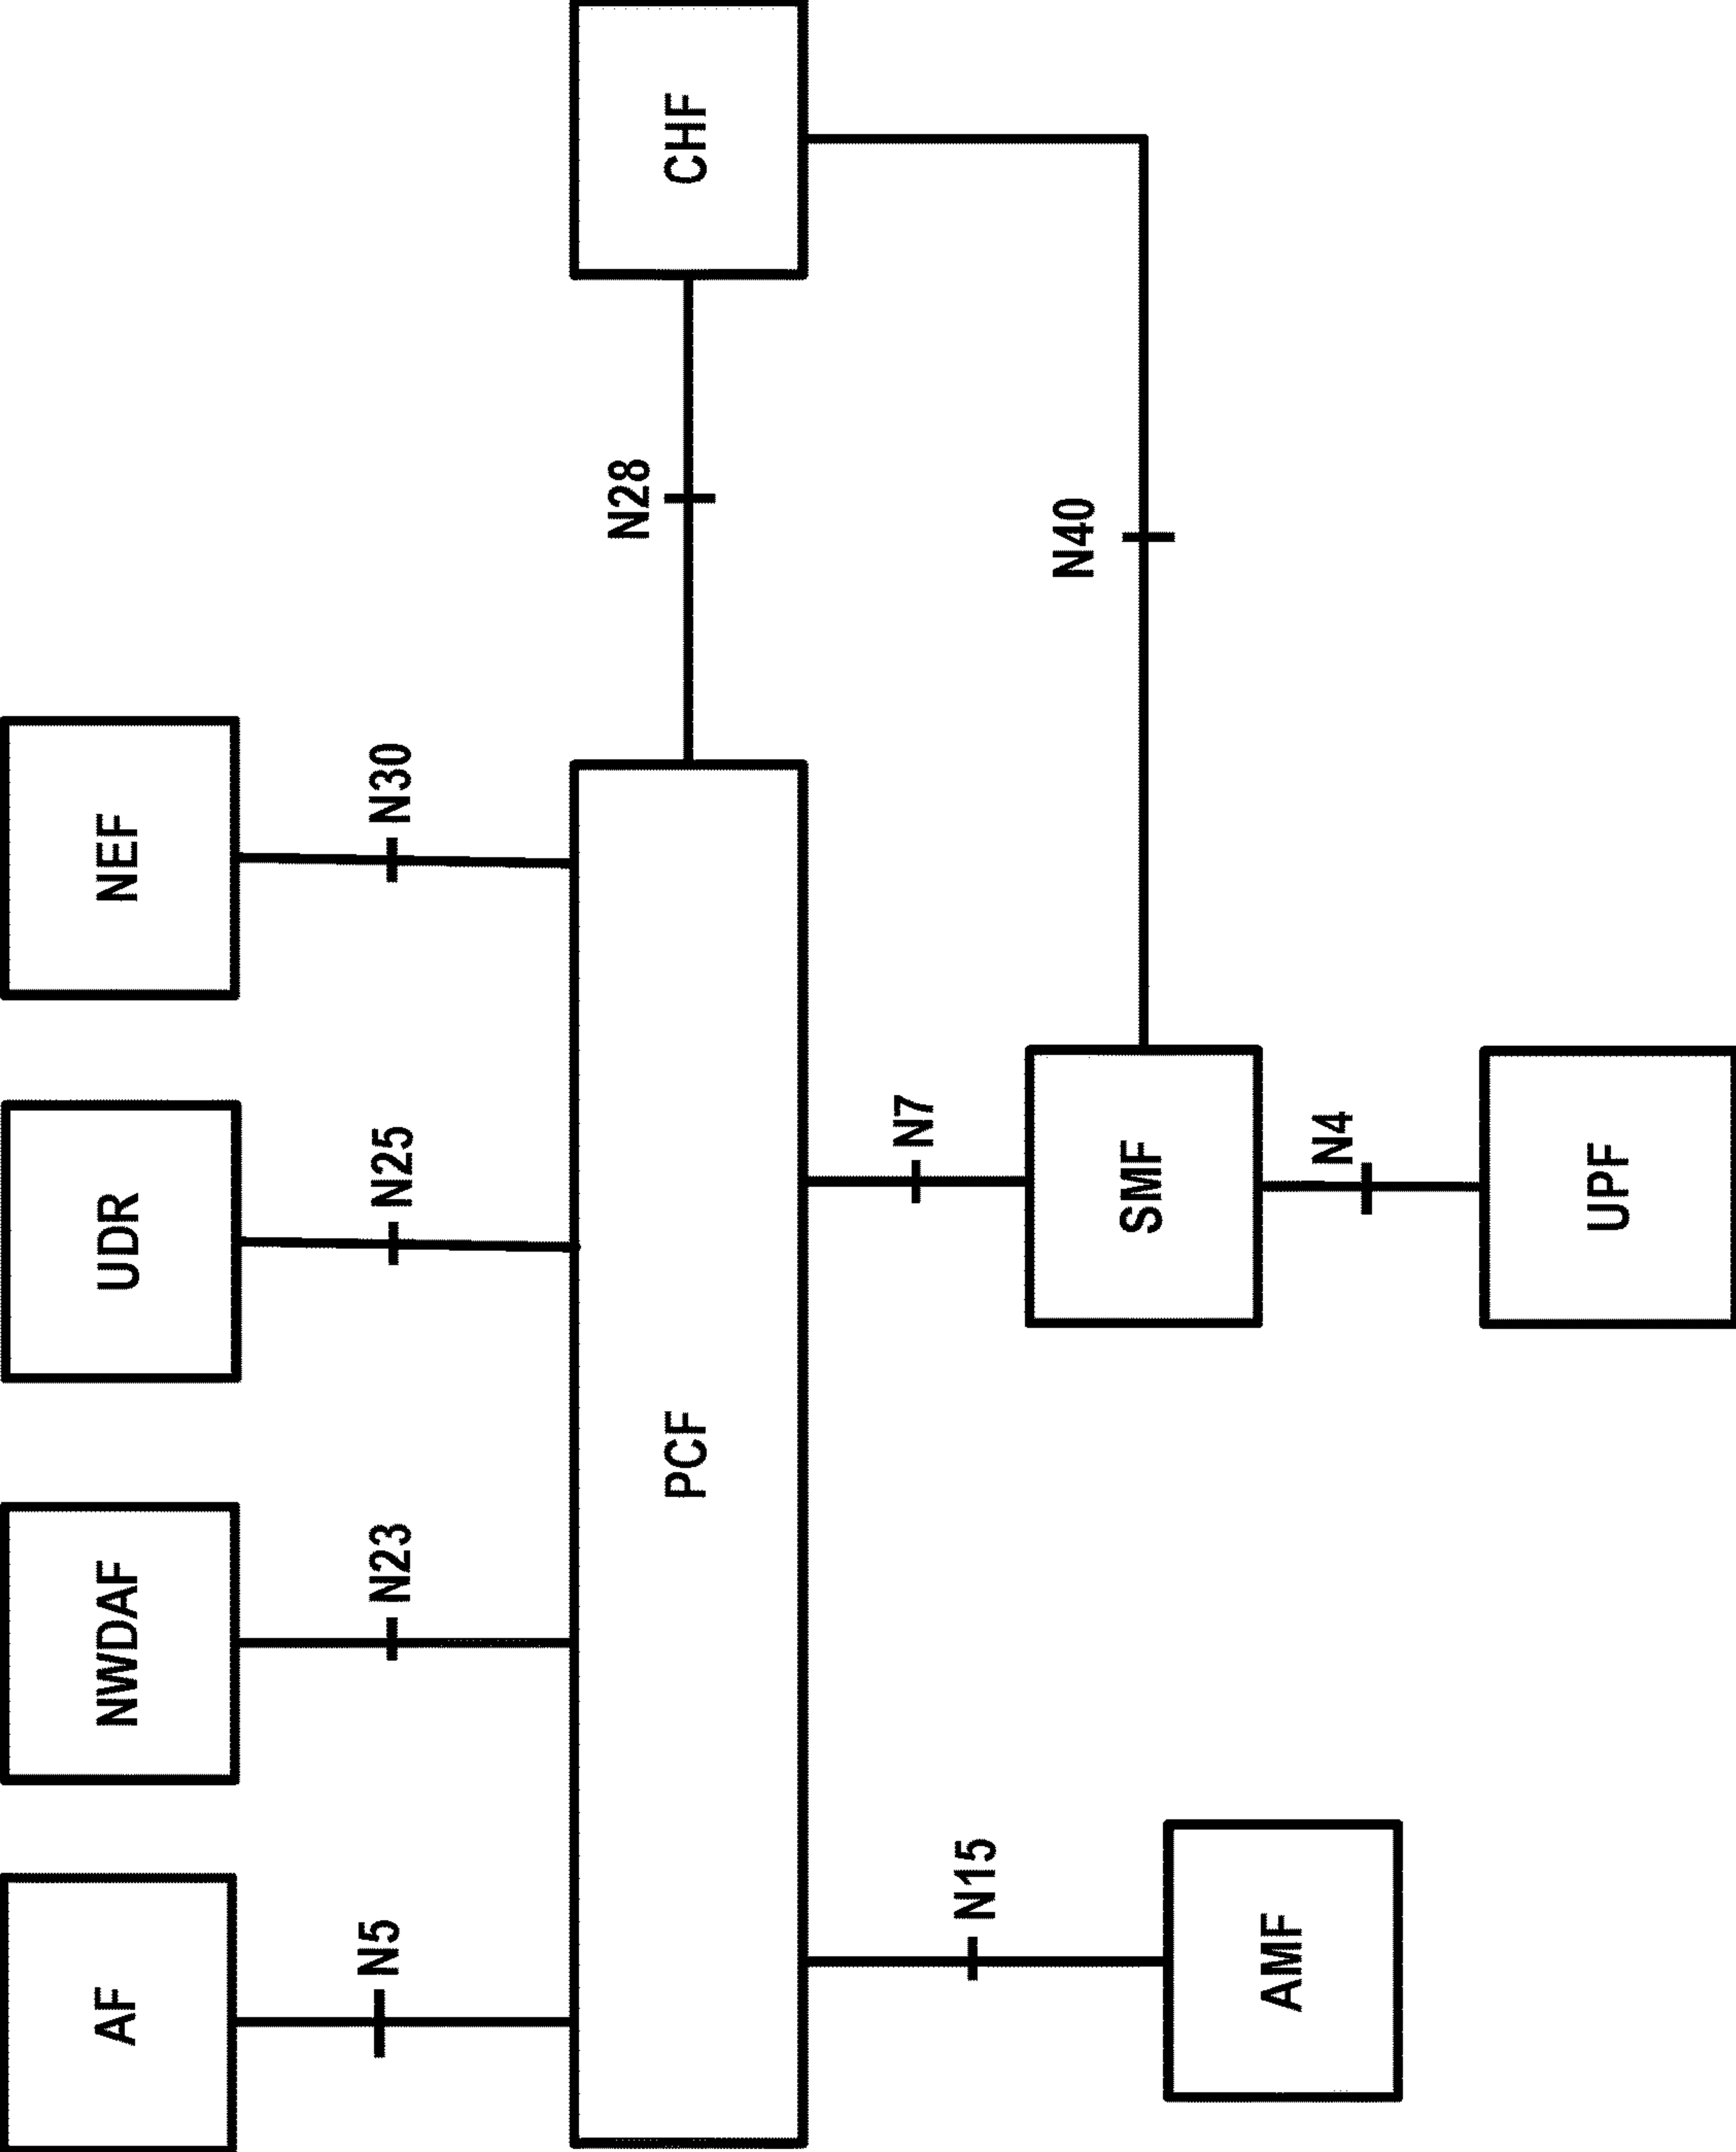 AF
NWDAF
UDR
NEF
N5
N23
N25
N30
PCF
N28
CHF
N15
N7
N40
AMF
SMF
N4
UPF